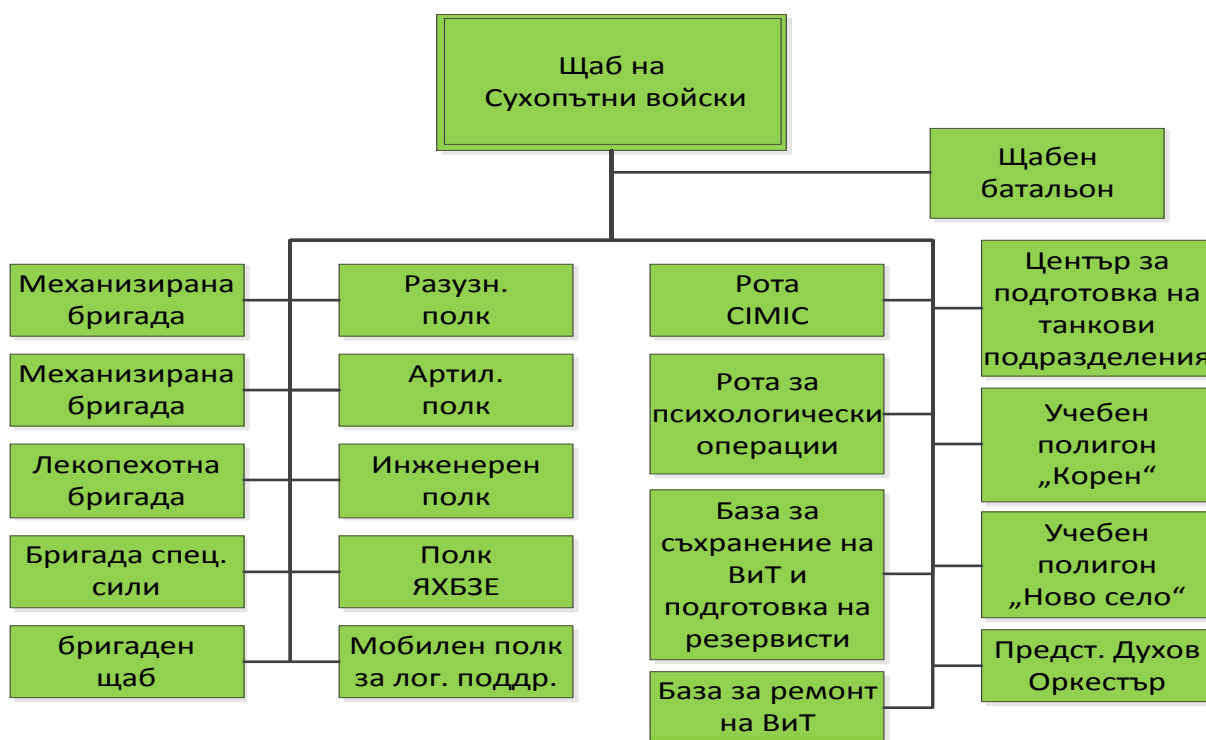 Щаб на
Сухопътни войски
Щабен
батальон
Механизирана
бригада
Механизирана
бригада
Лекопехотна
бригада
Бригада спец.
сили
бригаден
щаб
Разузн.
полк
Артил.
полк
Инженерен
полк
Полк
ЯХБЗЕ
Мобилен полк
за лог. поддр.
Рота
CIMIC
Рота за
психологически
операции
База за
съхранение на
ВиТ и
подготовка на
резервисти
База за ремонт
на ВиТ
Център за
подготовка на
танкови
подразделения
Учебен
полигон
„Корен“
Учебен
полигон
„Ново село“
Предст. Духов
Оркестър